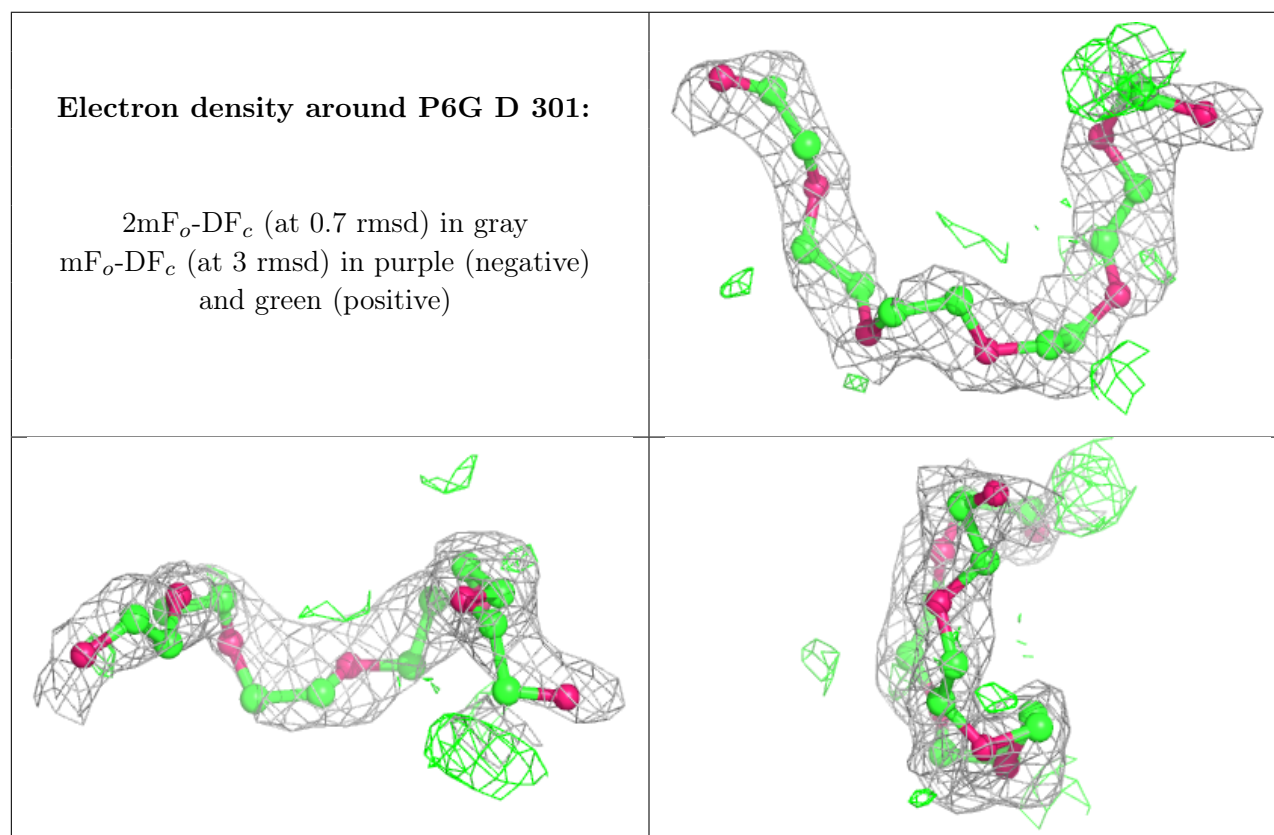 Electron density around P6G D 301:
2mFₒ-DF𝒸 (at 0.7 rmsd) in gray
mFₒ-DF𝒸 (at 3 rmsd) in purple (negative)
and green (positive)